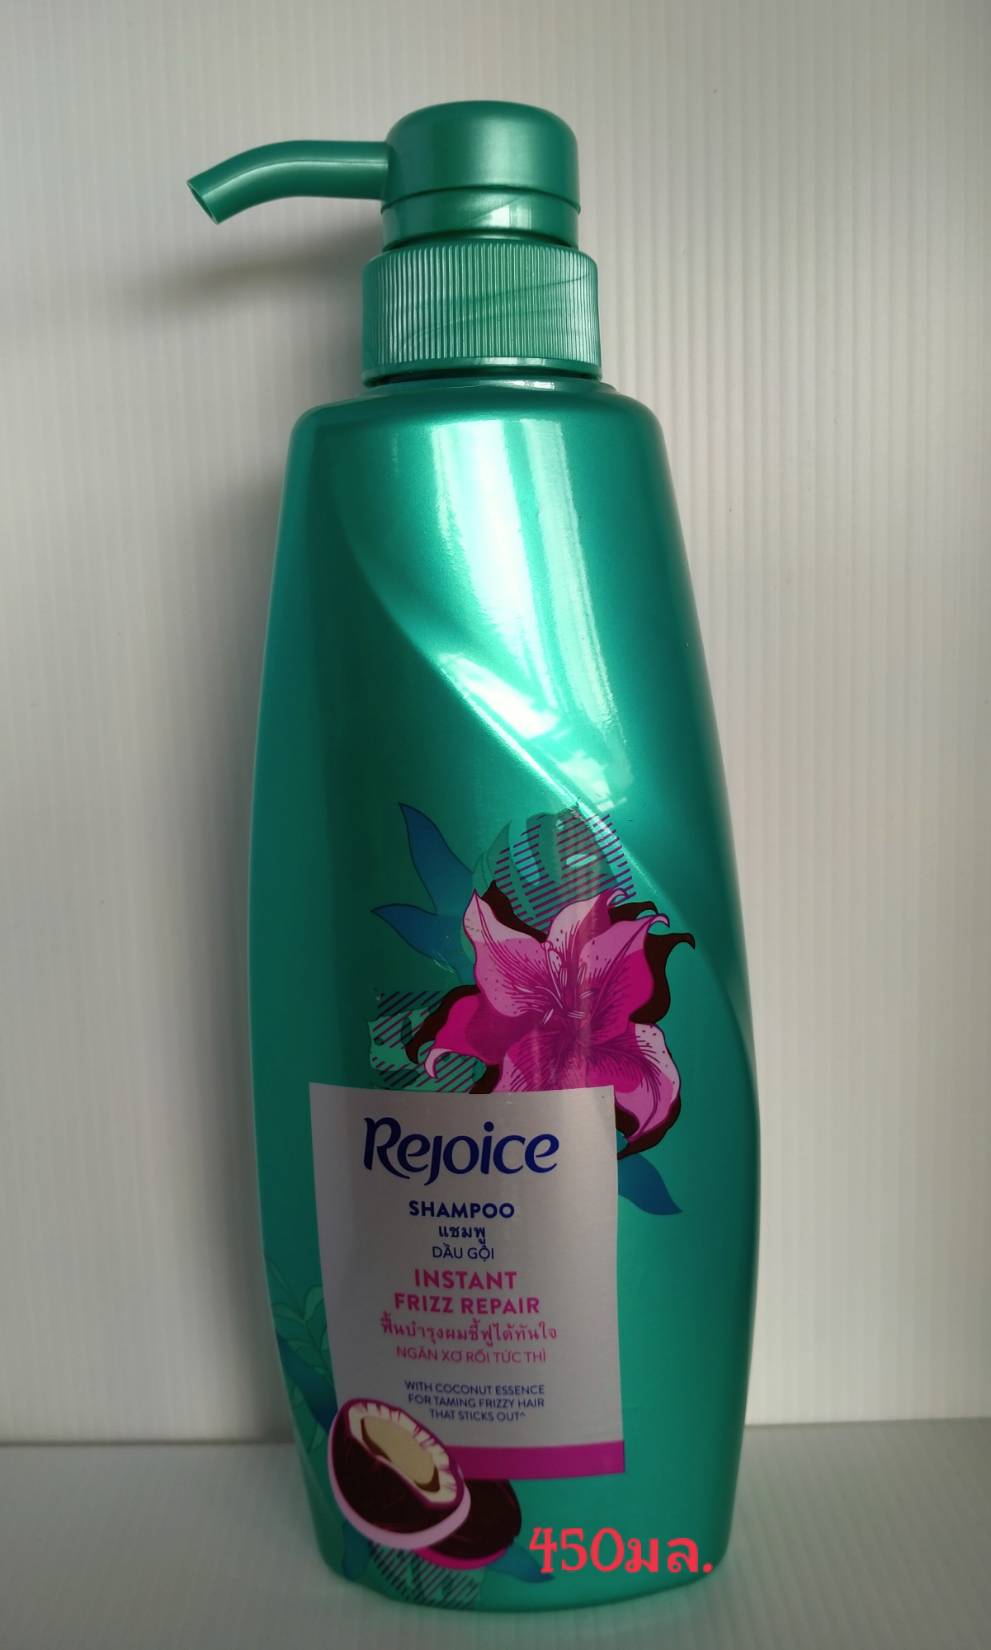 Rejoice
SHAMPOO
แชมพู
DẦU GỘI
INSTANT
FRIZZ REPAIR
ฟื้นบำรุงผมชี้ฟูได้ทันใจ
NGĂN XƠ RỐI TỨC THÌ
WITH COCONUT ESSENCE
FOR TAMING FRIZZY HAIR
THAT STICKS OUT^
450มล.